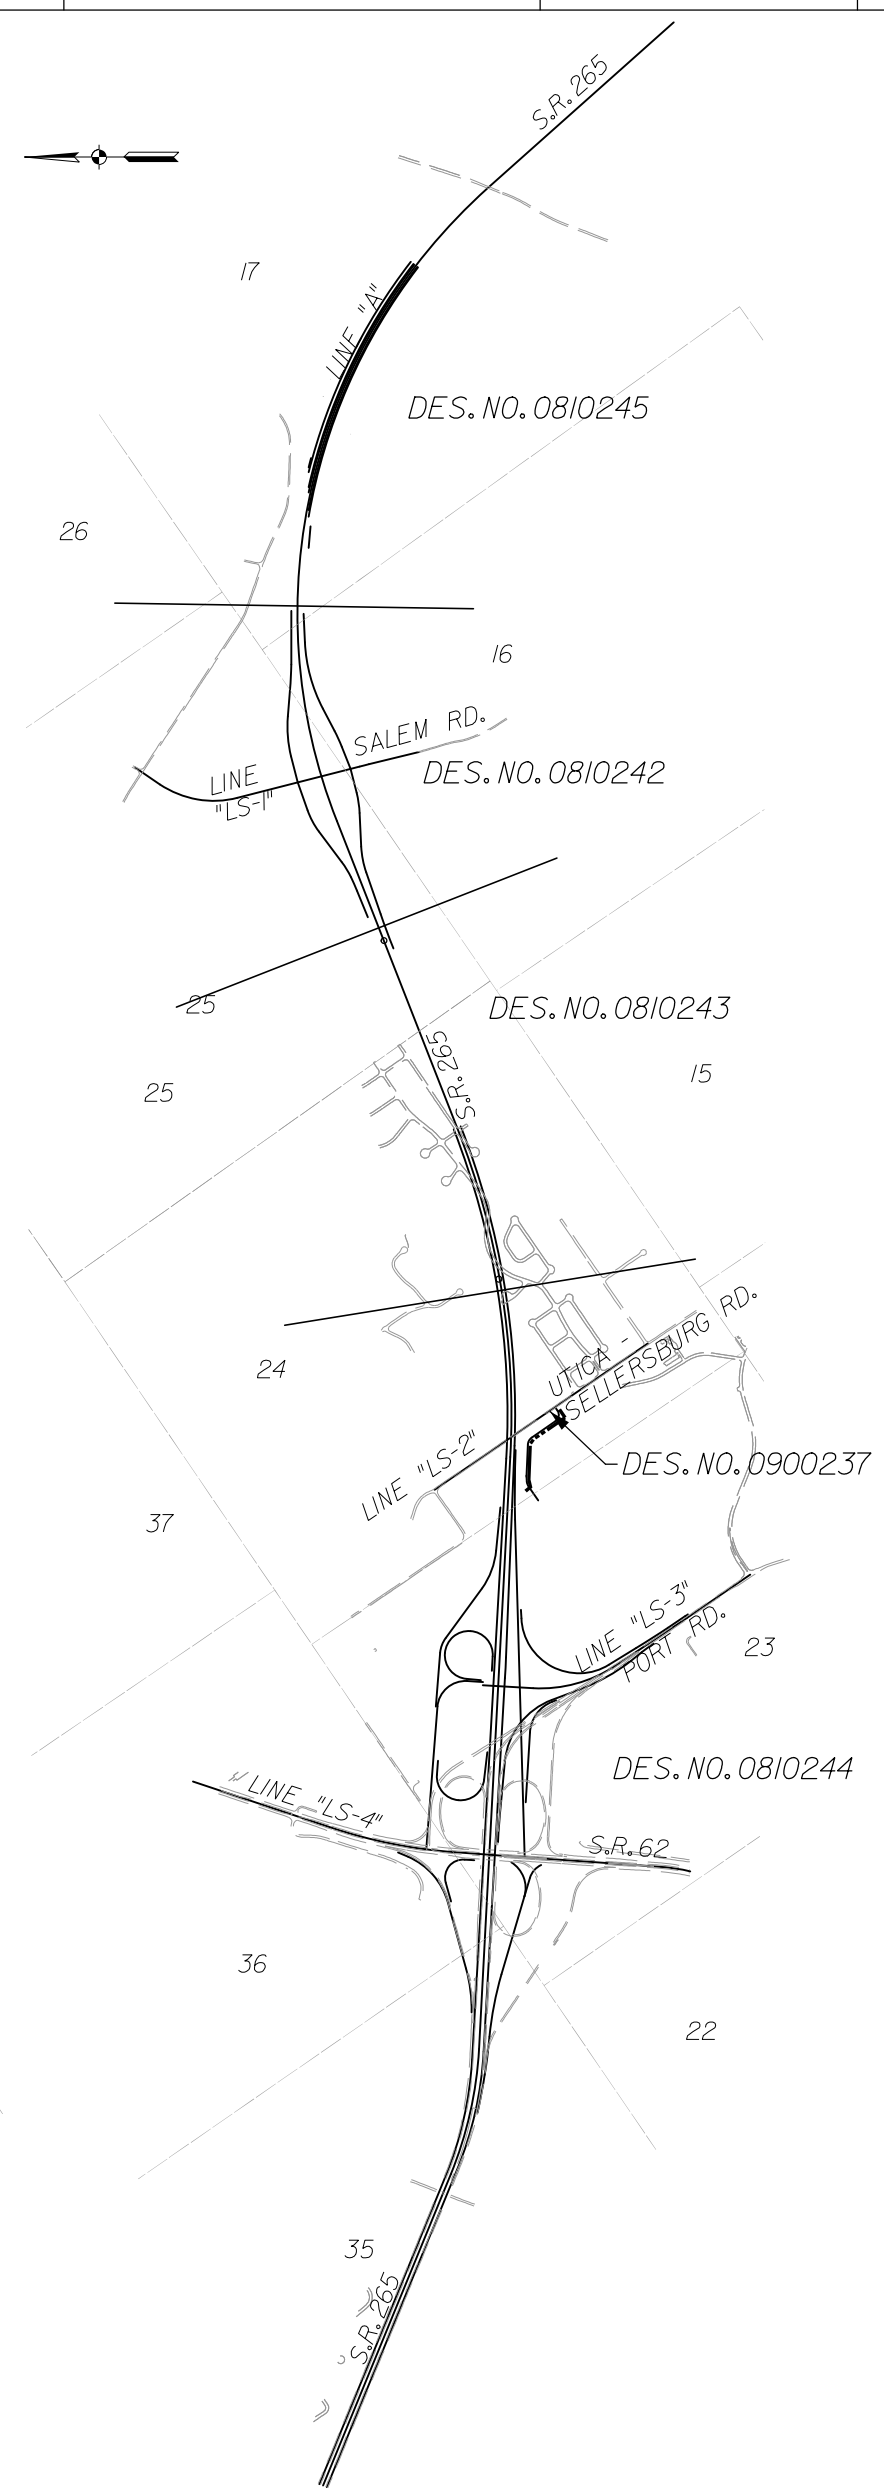 S.R. 265
17
LINE "A"
DES. NO. 0810245
26
16
SALEM RD.
LINE
"LS-1"
DES. NO. 0810242
25
DES. NO. 0810243
S.R. 265
15
25
UTICA -
SELLERSBURG RD.
24
LINE "LS-2"
DES. NO. 0900237
37
LINE "LS-3"
PORT RD.
23
DES. NO. 0810244
LINE "LS-4"
S.R. 62
36
22
35
S.R. 265